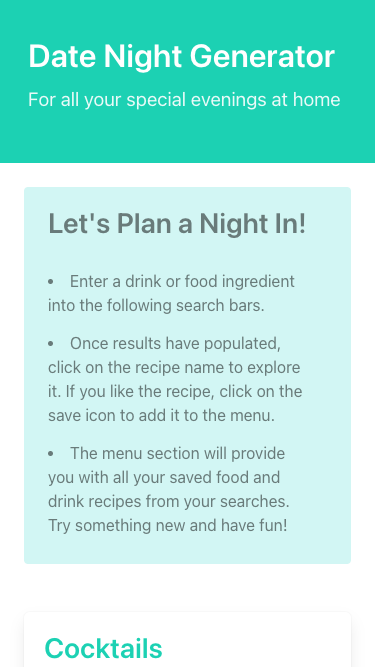 Date Night Generator
For all your special evenings at home
Let's Plan a Night In!
• Enter a drink or food ingredient
into the following search bars.
• Once results have populated,
click on the recipe name to explore
it. If you like the recipe, click on the
save icon to add it to the menu.
• The menu section will provide
you with all your saved food and
drink recipes from your searches.
Try something new and have fun!
Cocktails